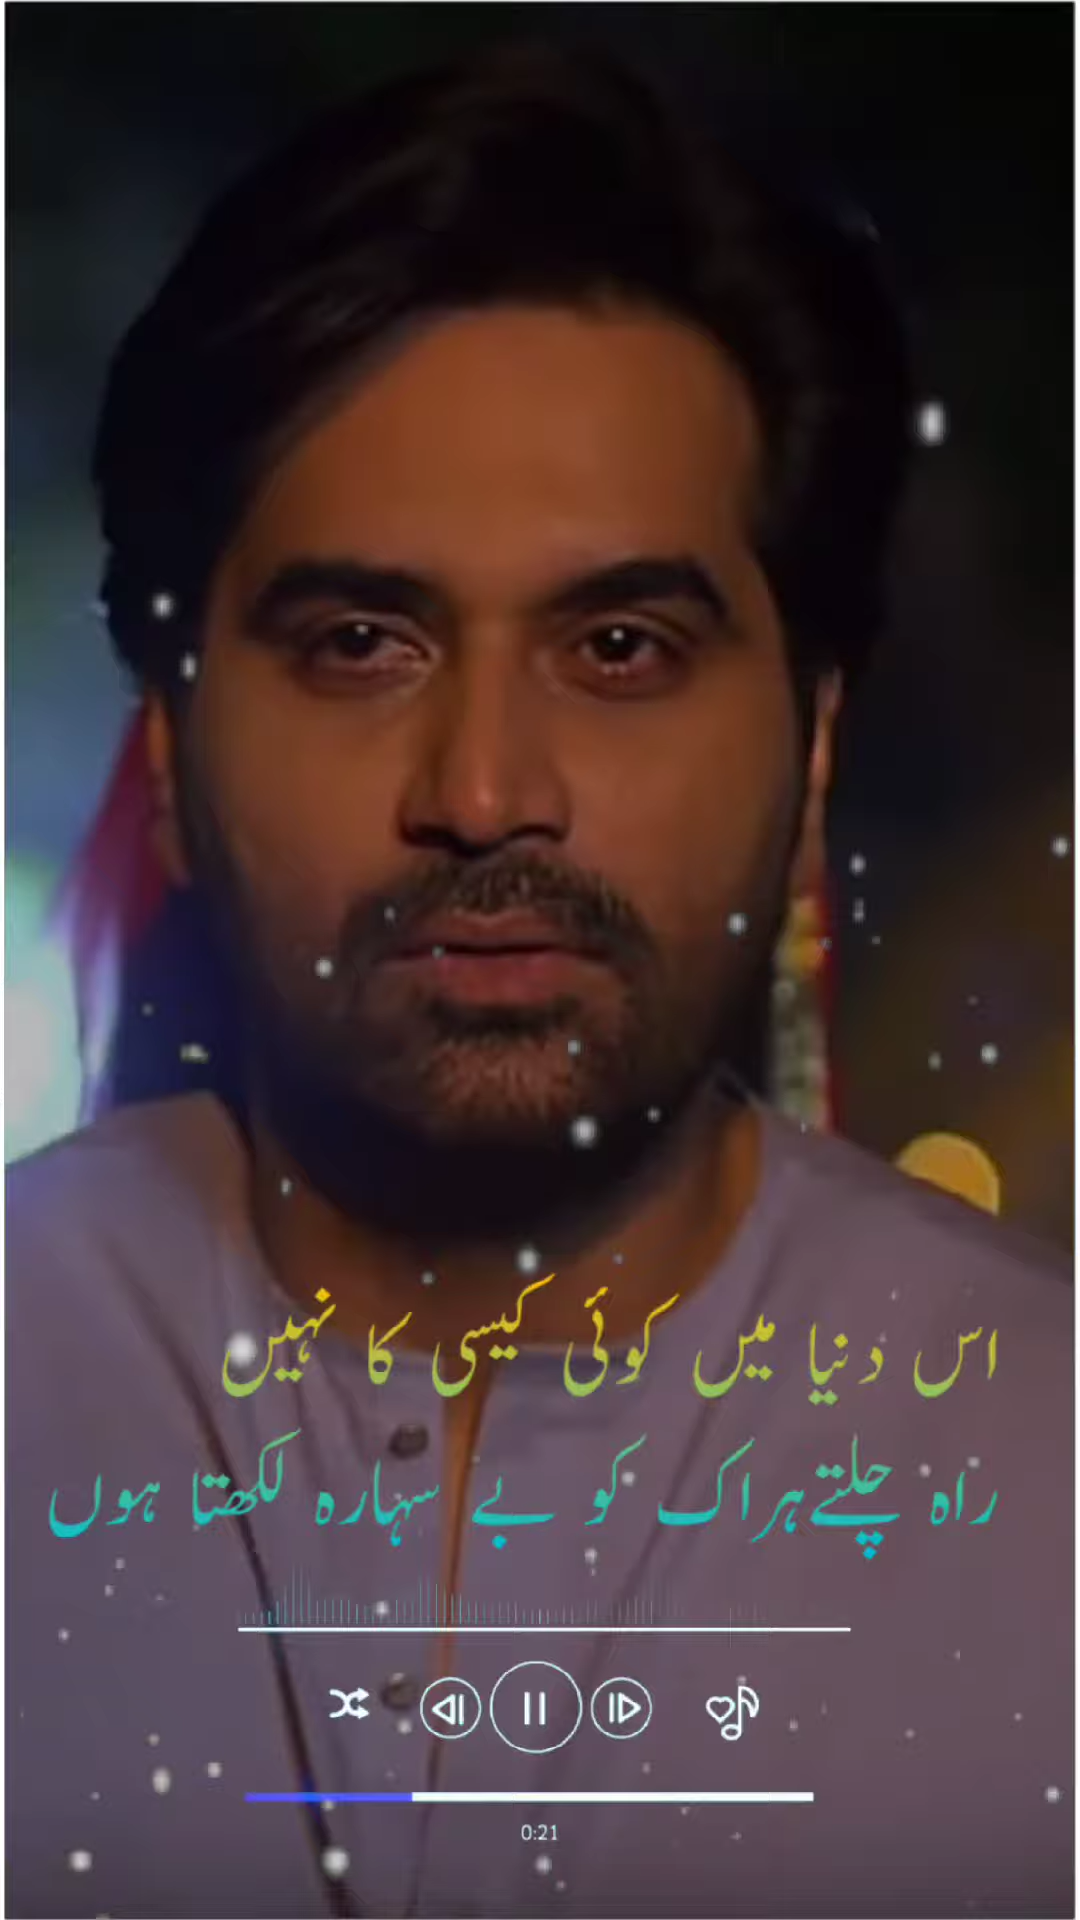 اس دنیا میں کوئی کیسی کا نہیں
راہ چلتے ہر اک کو بے سہارہ لکھتا ہوں
0:21